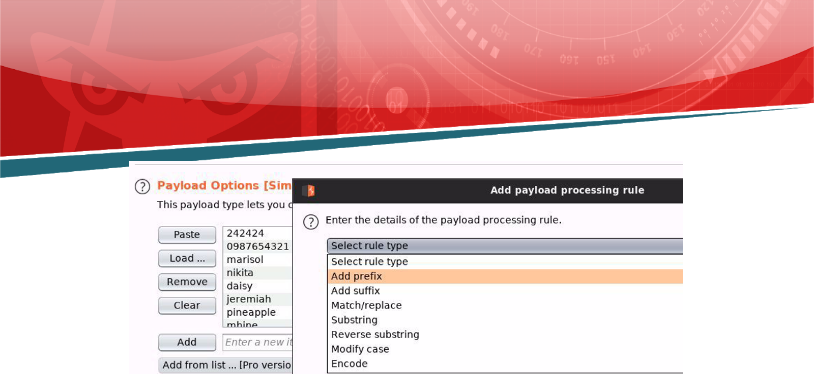 Payload Options [Sim
This payload type lets you
Paste
Load ...
Remove
Clear
Add
242424
0987654321
marisol
nikita
daisy
jeremiah
pineapple
mhine
Enter a new it
Add from list ... [Pro versio
Add payload processing rule
Enter the details of the payload processing rule.
Select rule type
Select rule type
Add prefix
Add suffix
Match/replace
Substring
Reverse substring
Modify case
Encode